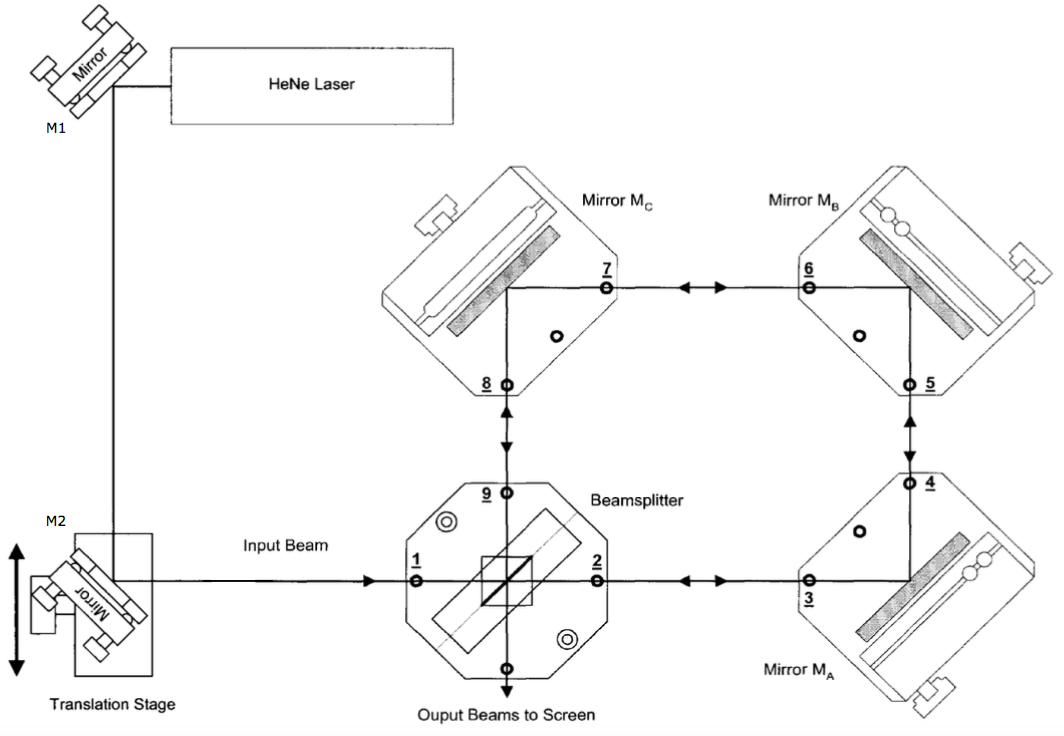 Mirror
HeNe Laser
M1
Mirror M_C
Mirror M_B
7
6
8
5
M2
9
4
Beamsplitter
Input Beam
1
2
3
Mirror
Mirror M_A
Translation Stage
Ouput Beams to Screen